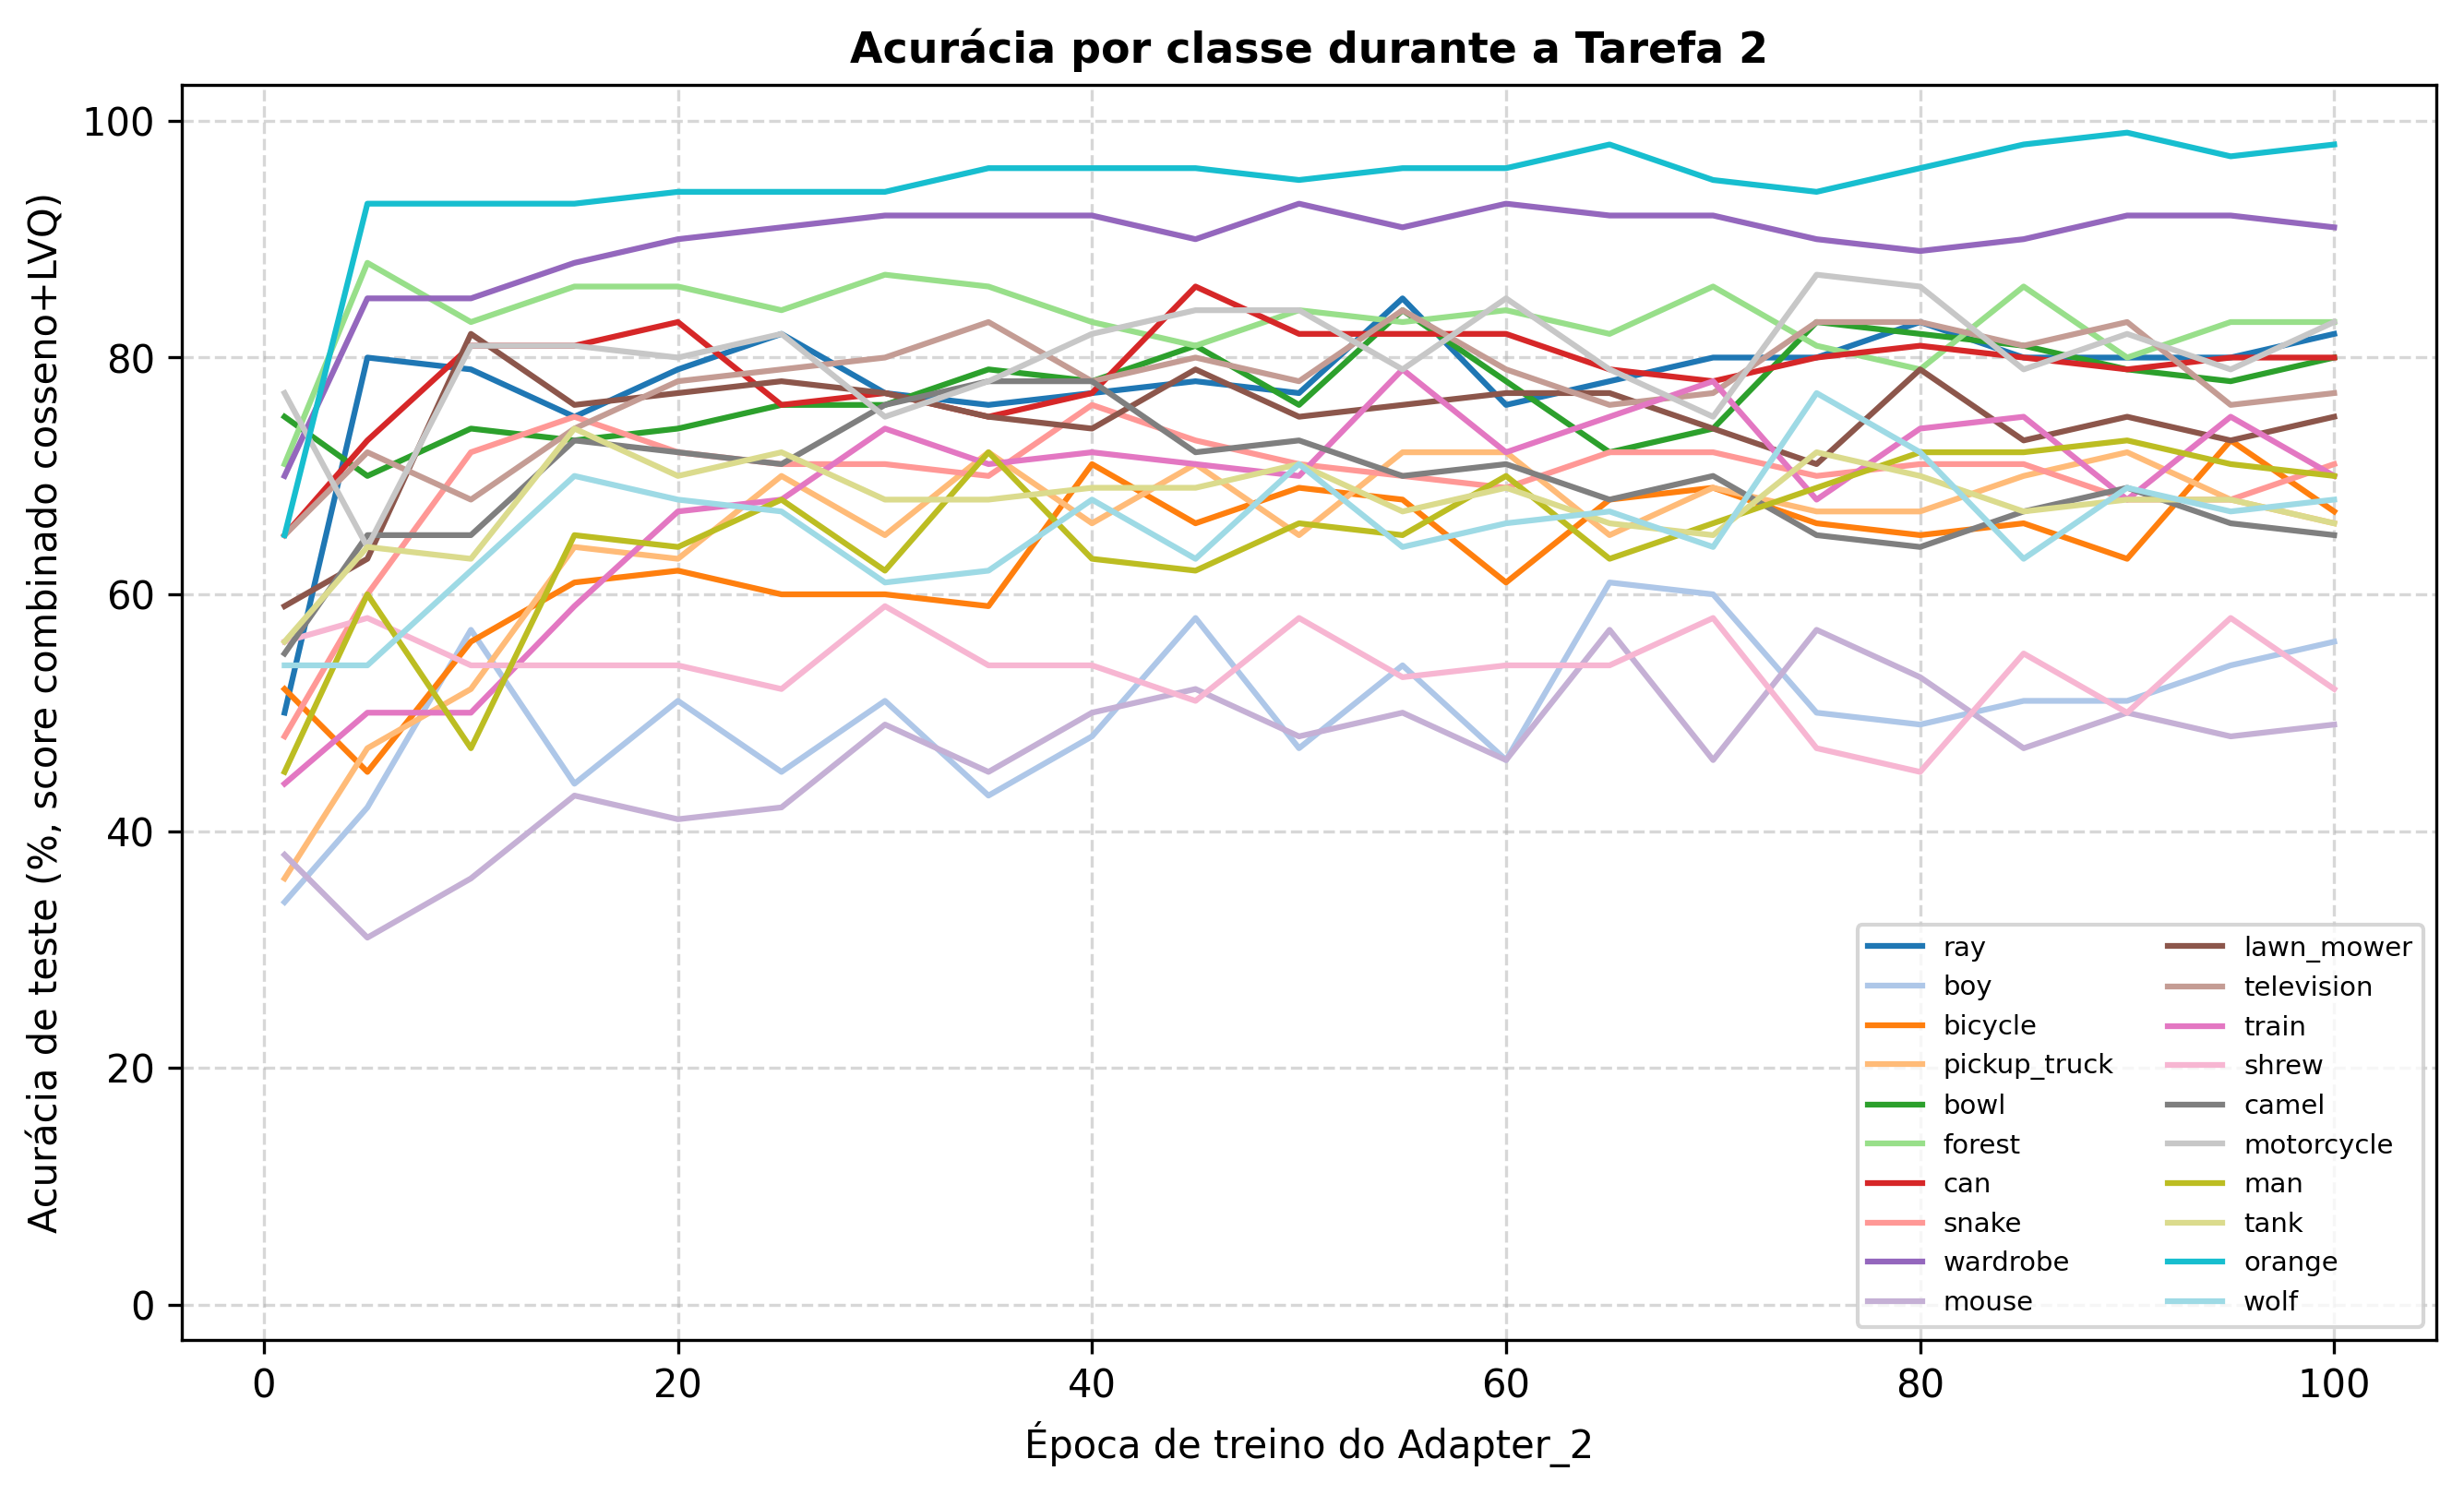 Acurácia por classe durante a Tarefa 2
Acurácia de teste (%, score combinado cosseno+LVQ)
100
80
60
40
20
0
0
20
40
60
80
100
Época de treino do Adapter_2
ray
boy
bicycle
pickup_truck
bowl
forest
can
snake
wardrobe
mouse
lawn_mower
television
train
shrew
camel
motorcycle
man
tank
orange
wolf